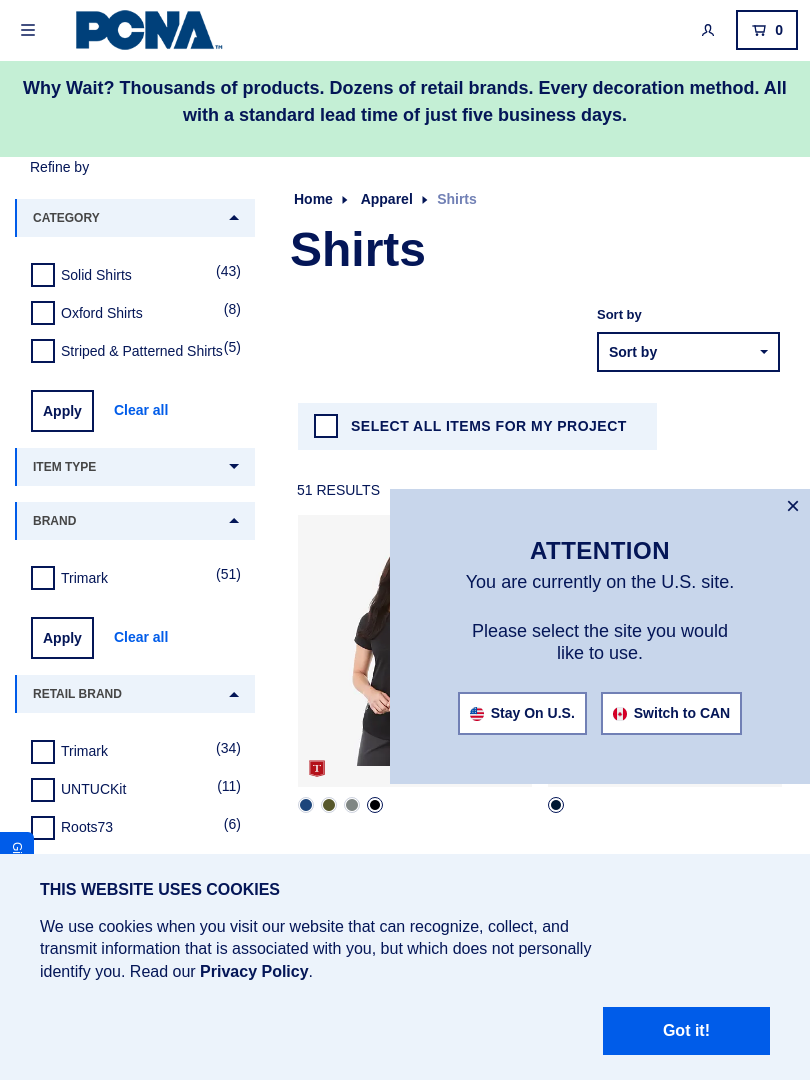 PCNA™
0
Why Wait? Thousands of products. Dozens of retail brands. Every decoration method. All
with a standard lead time of just five business days.
Refine by
Home Apparel Shirts
CATEGORY
Shirts
Solid Shirts (43)
Oxford Shirts (8)
Striped & Patterned Shirts (5)
Sort by
Sort by
Apply Clear all
SELECT ALL ITEMS FOR MY PROJECT
ITEM TYPE
51 RESULTS
BRAND
Trimark (51)
Apply Clear all
RETAIL BRAND
Trimark (34)
UNTUCKit (11)
Roots73 (6)
ATTENTION
You are currently on the U.S. site.
Please select the site you would
like to use.
Stay On U.S. Switch to CAN
T
THIS WEBSITE USES COOKIES
We use cookies when you visit our website that can recognize, collect, and
transmit information that is associated with you, but which does not personally
identify you. Read our Privacy Policy.
Got it!